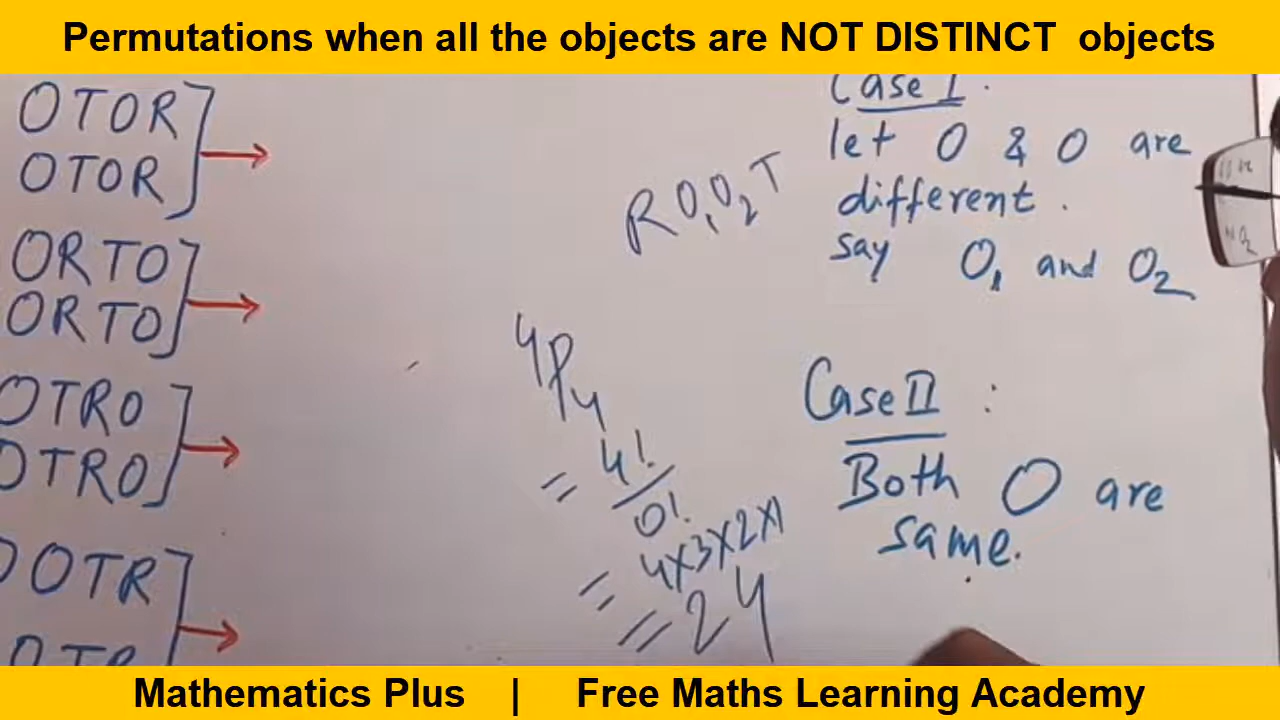 Permutations when all the objects are NOT DISTINCT objects
OTOR
OTOR
ORTO
ORTO
OTRO
OTRO
OOTR
RO₁O₂T
⁴P₄
= 4!/0!
= 4×3×2×1
= 24
Case I.
let O & O are
different.
say O₁ and O₂
Case II :
Both O are
same.
Mathematics Plus | Free Maths Learning Academy